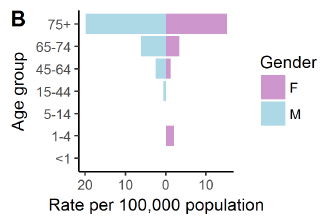 B
75+
65-74
45-64
15-44
5-14
1-4
<1
Age group
20 10 0 10
Rate per 100,000 population
Gender
F
M